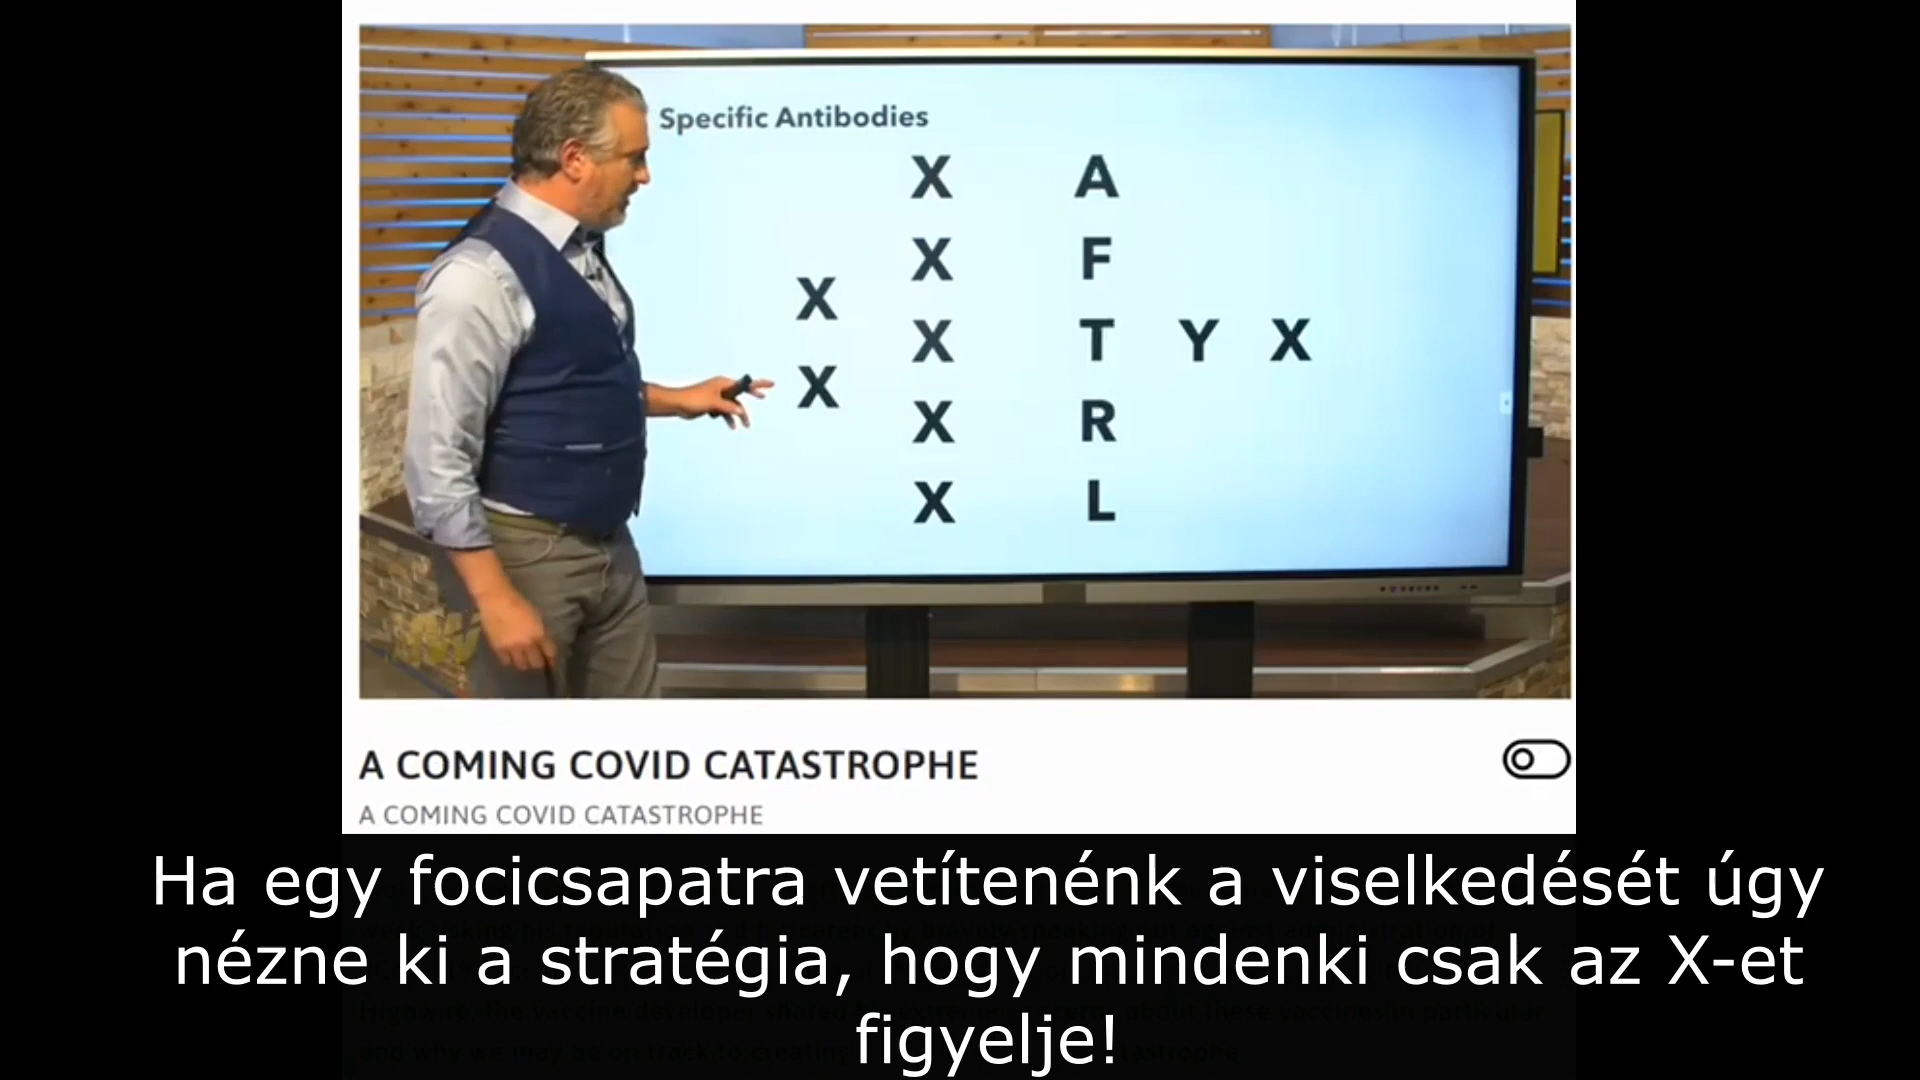 Specific Antibodies
X A
X F
X
X T Y X
X
X R
X L
A COMING COVID CATASTROPHE
A COMING COVID CATASTROPHE
Ha egy focicsapatra vetítenénk a viselkedését úgy
nézne ki a stratégia, hogy mindenki csak az X-et
figyelje!